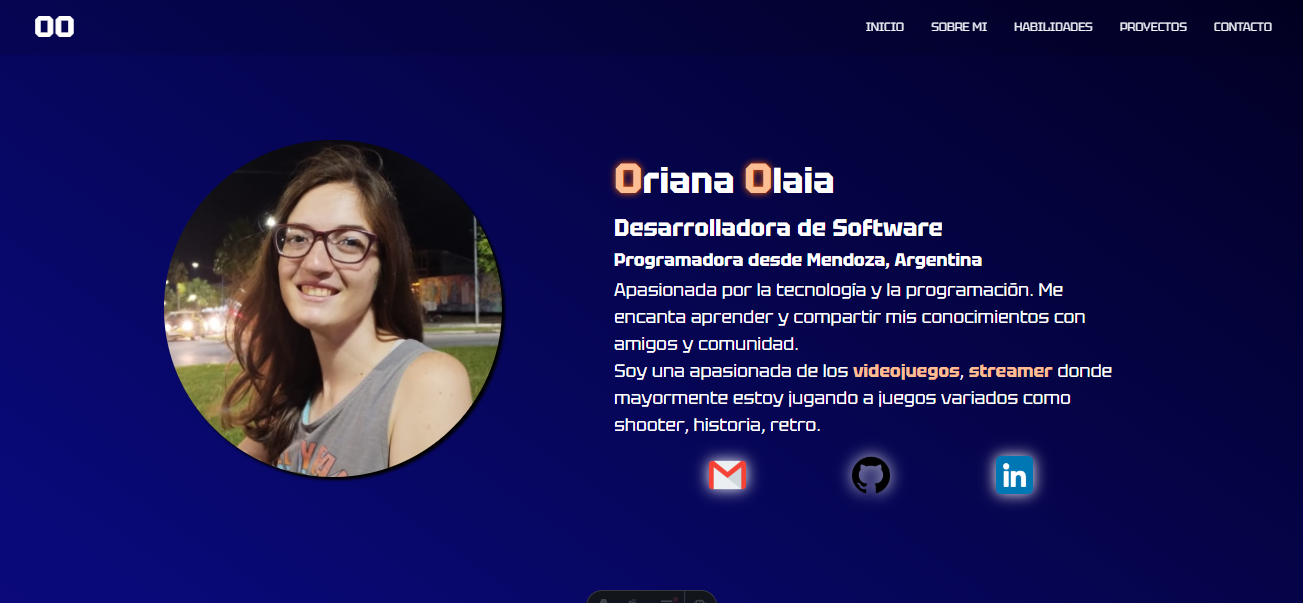 OO
INICIO SOBRE MI HABILIDADES PROYECTOS CONTACTO
Oriana Olaia
Desarrolladora de Software
Programadora desde Mendoza, Argentina
Apasionada por la tecnología y la programación. Me
encanta aprender y compartir mis conocimientos con
amigos y comunidad.
Soy una apasionada de los videojuegos, streamer donde
mayormente estoy jugando a juegos variados como
shooter, historia, retro.
in